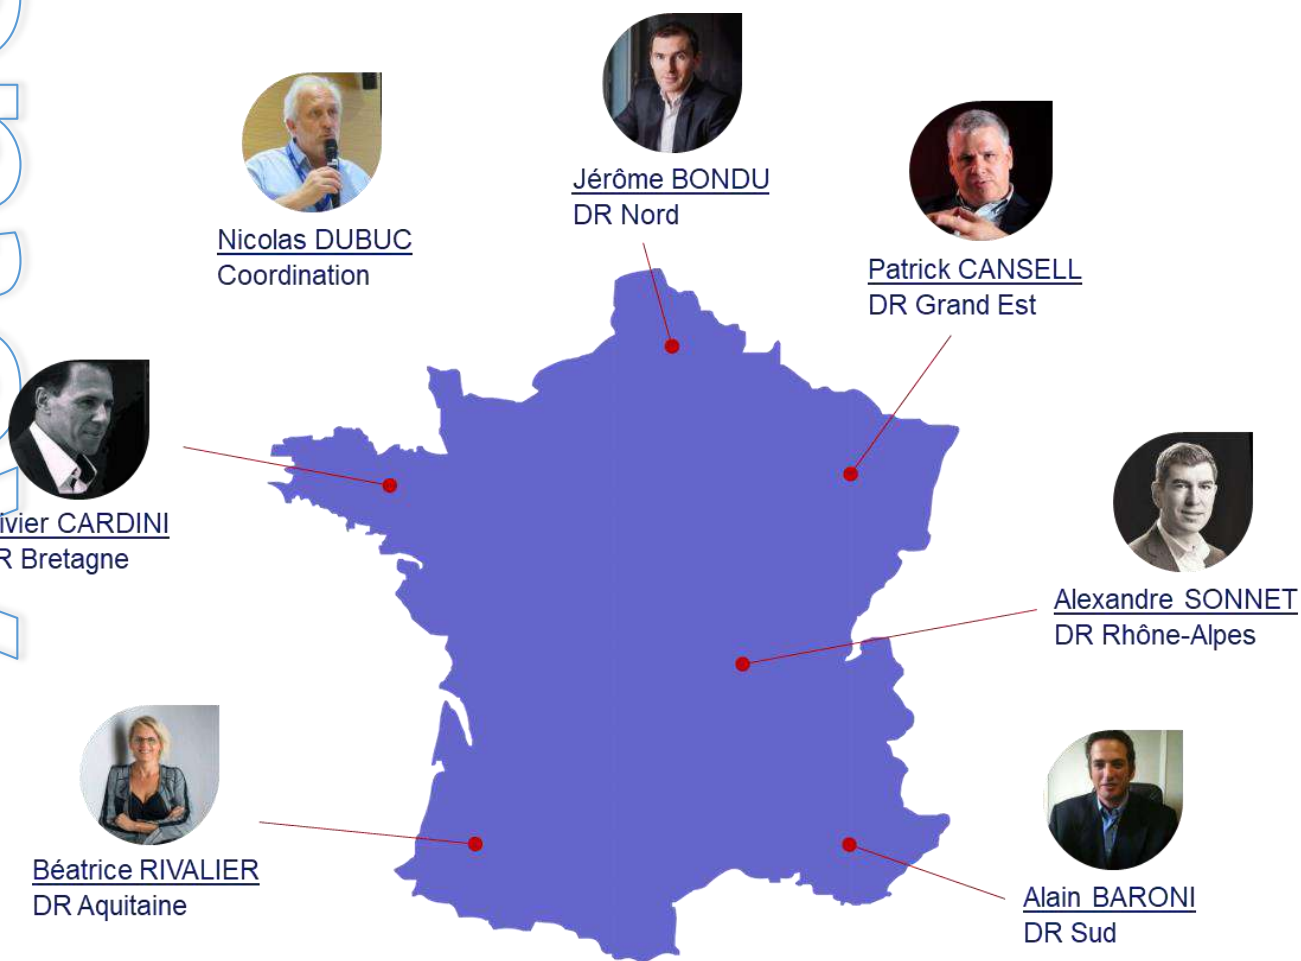 Jérôme BONDU
DR Nord
Nicolas DUBUC
Coordination
Patrick CANSELL
DR Grand Est
ivier CARDINI
R Bretagne
Alexandre SONNET
DR Rhône-Alpes
Béatrice RIVALIER
DR Aquitaine
Alain BARONI
DR Sud